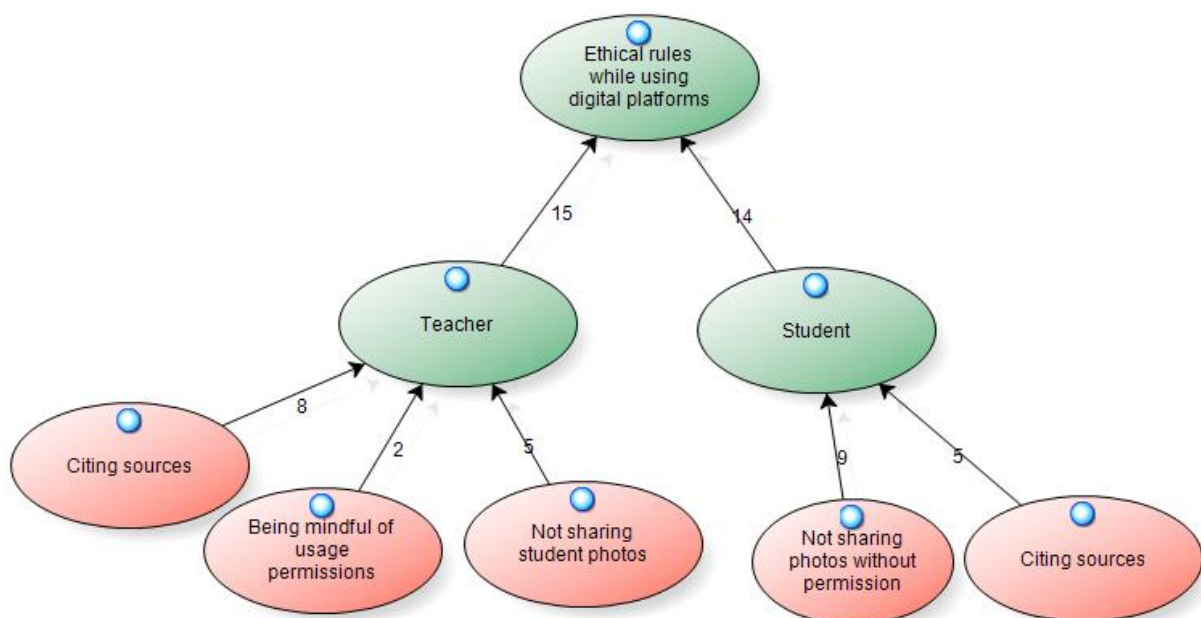 Ethical rules
while using
digital platforms
15
14
Teacher
Student
8
2
5
9
5
Citing sources
Being mindful of
usage
permissions
Not sharing
student photos
Not sharing
photos without
permission
Citing sources